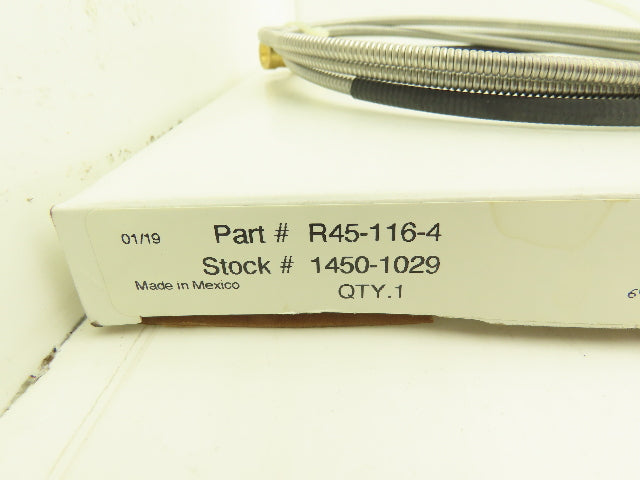 01/19 Part # R45-116-4
Stock # 1450-1029
Made in Mexico QTY.1